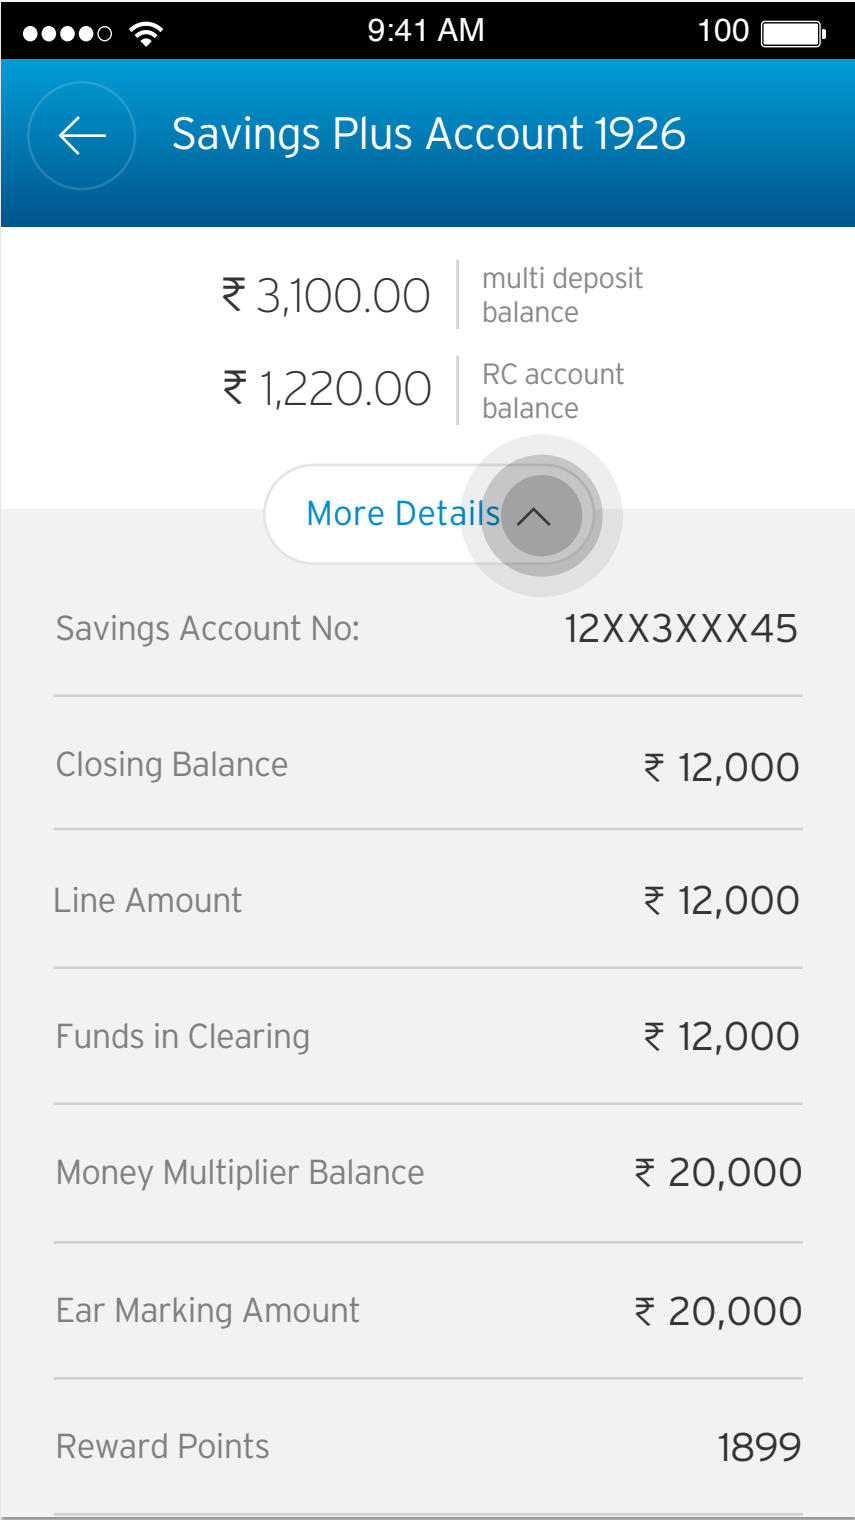 9:41 AM 100
Savings Plus Account 1926
₹ 3,100.00 multi deposit
balance
₹ 1,220.00 RC account
balance
More Details
Savings Account No: 12XX3XXX45
Closing Balance ₹ 12,000
Line Amount ₹ 12,000
Funds in Clearing ₹ 12,000
Money Multiplier Balance ₹ 20,000
Ear Marking Amount ₹ 20,000
Reward Points 1899